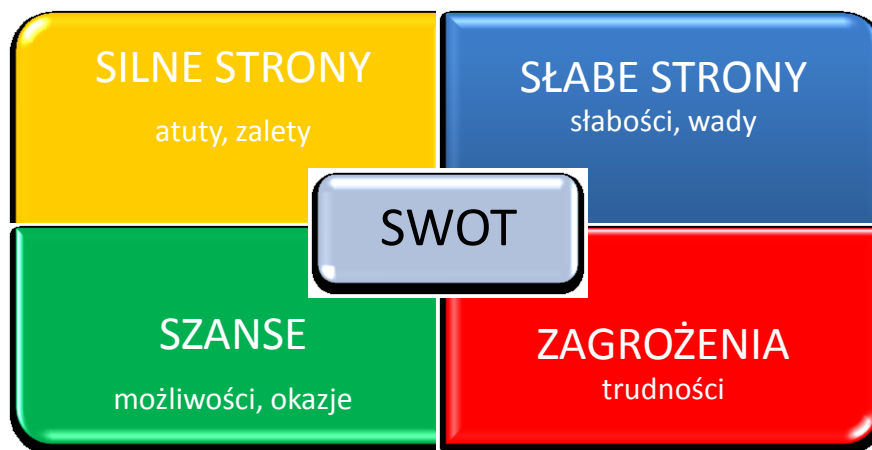 SILNE STRONY
atuty, zalety
SŁABE STRONY
słabości, wady
SWOT
SZANSE
możliwości, okazje
ZAGROŻENIA
trudności